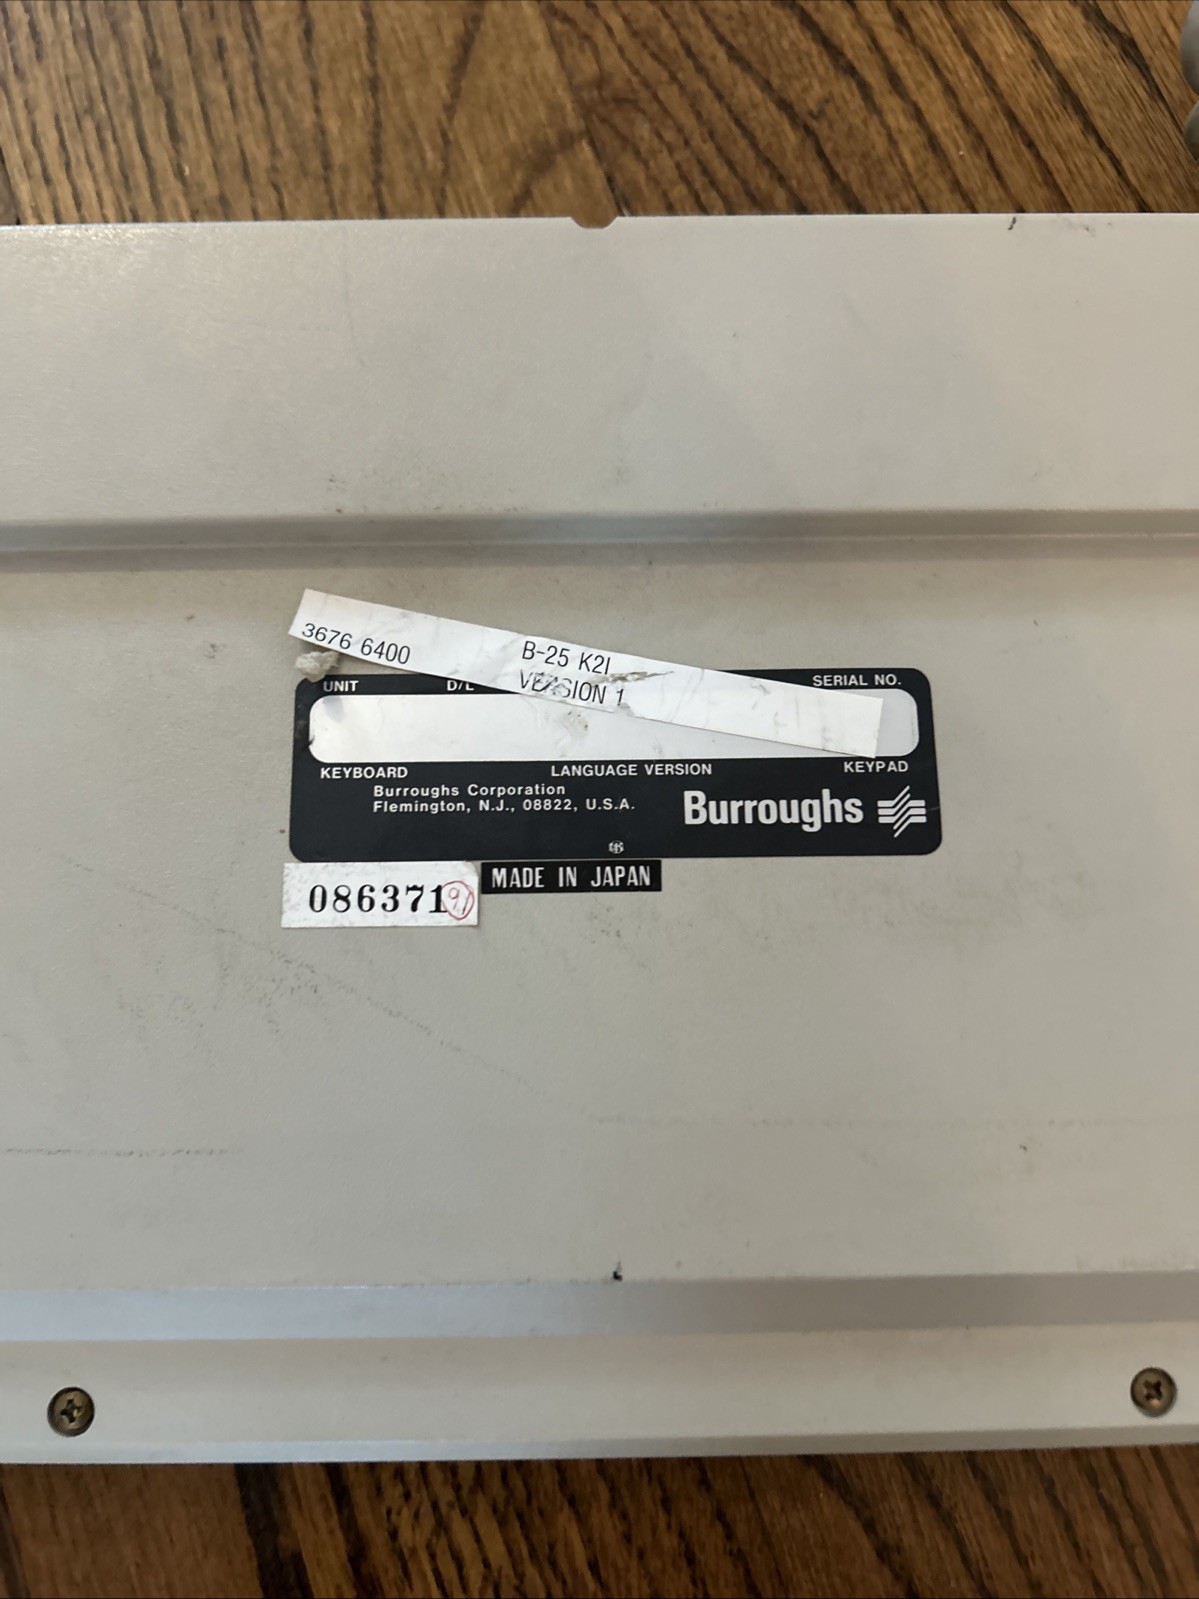 3676 6400 B-25 K2I
VERSION 1
UNIT D/L SERIAL NO.
KEYBOARD LANGUAGE VERSION KEYPAD
Burroughs Corporation
Flemington, N.J., 08822, U.S.A.
Burroughs
MADE IN JAPAN
086371 91